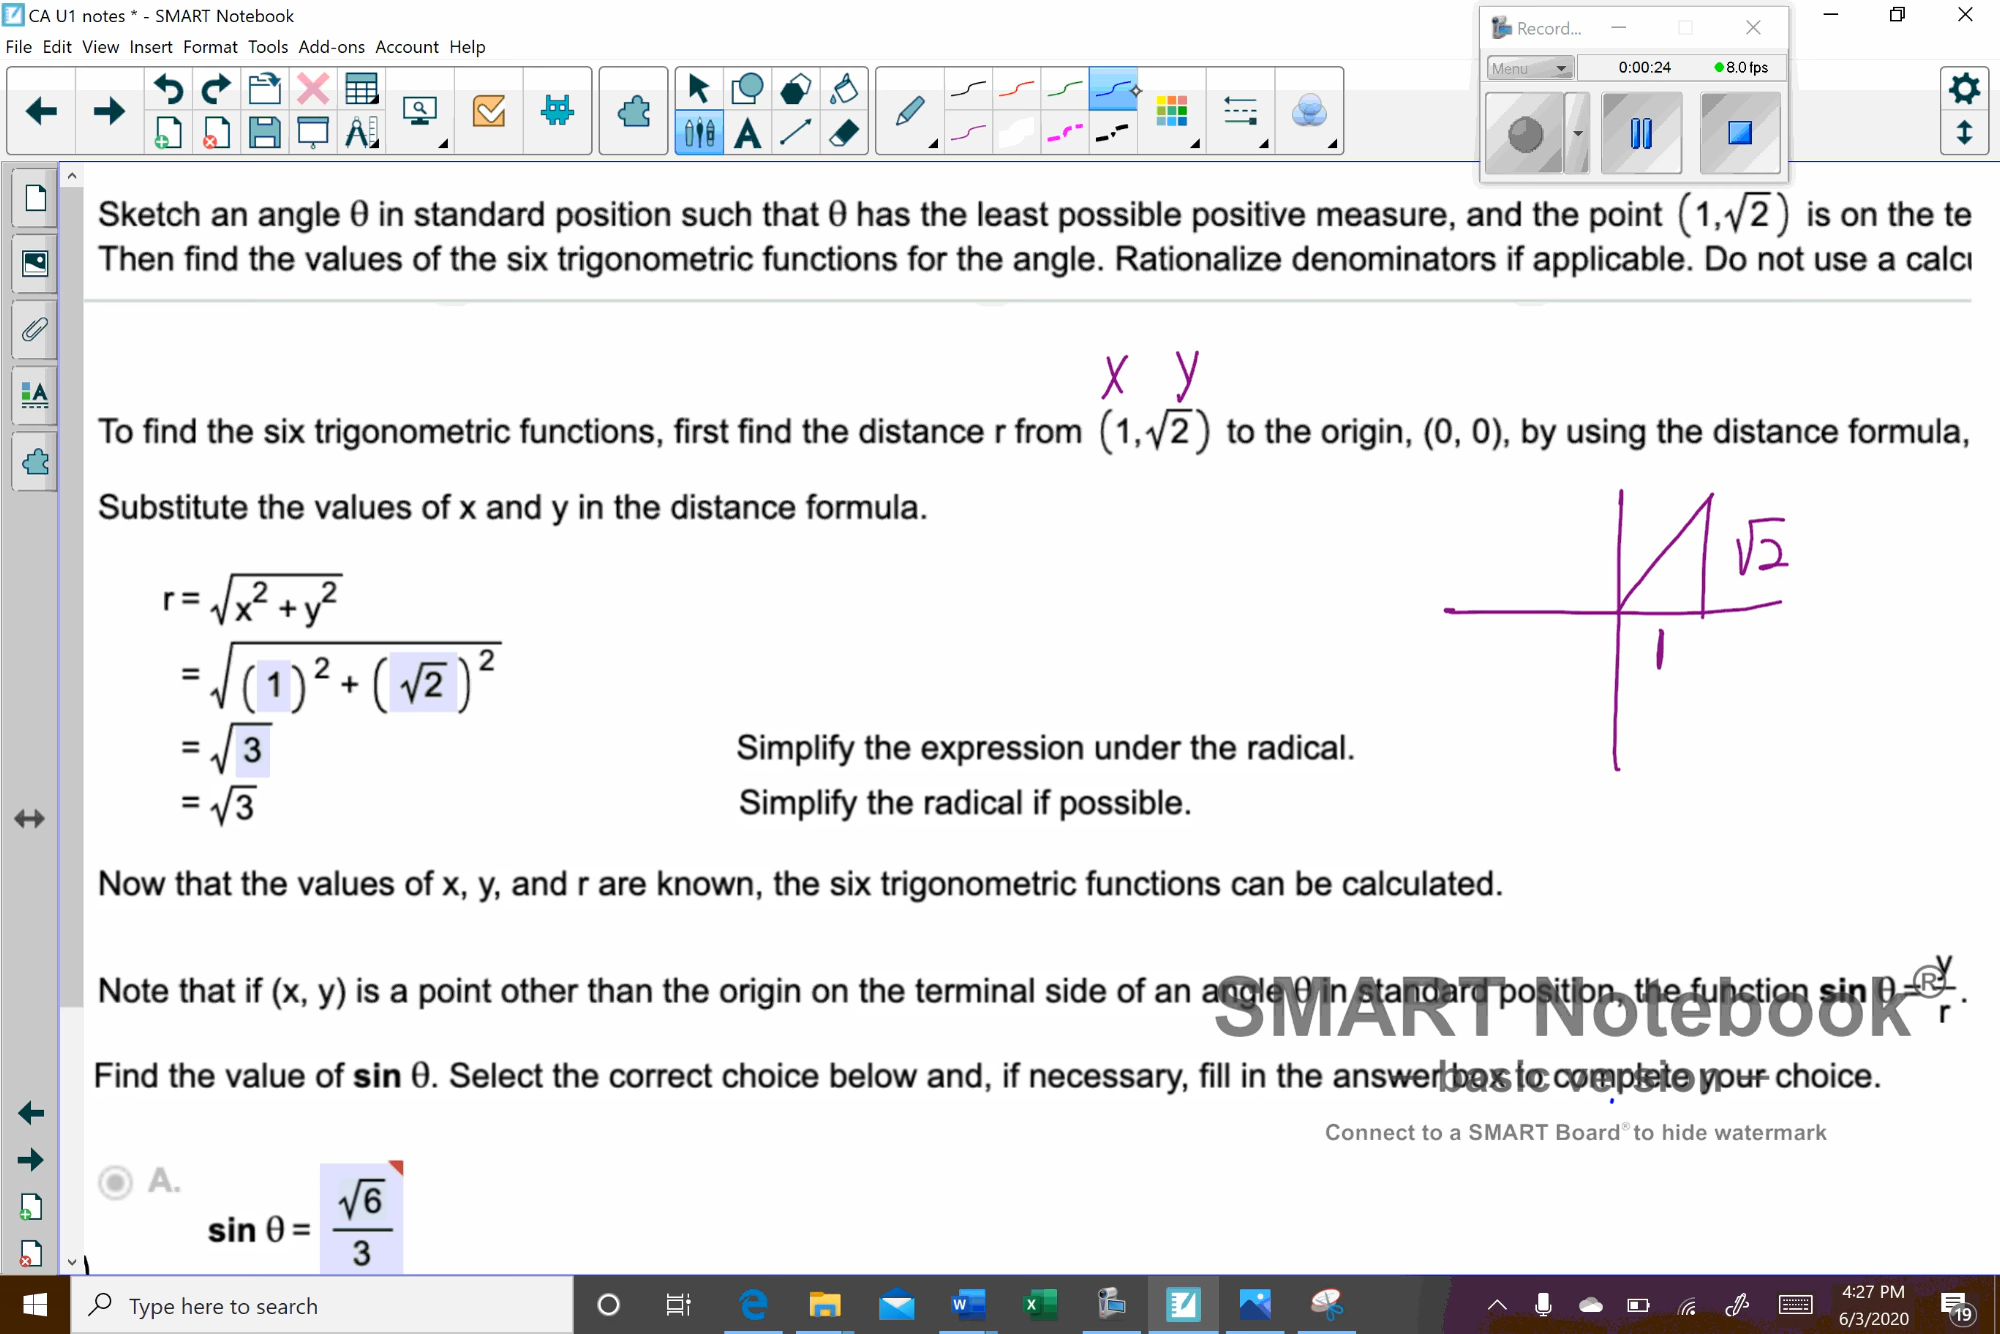 CA U1 notes * - SMART Notebook
File Edit View Insert Format Tools Add-ons Account Help
Record...
Menu 0:00:24 8.0 fps
Sketch an angle θ in standard position such that θ has the least possible positive measure, and the point (1,√2) is on the te
Then find the values of the six trigonometric functions for the angle. Rationalize denominators if applicable. Do not use a calcu
x y
To find the six trigonometric functions, first find the distance r from (1,√2) to the origin, (0, 0), by using the distance formula,
Substitute the values of x and y in the distance formula.
√2
1
r = √x² + y²
= √(1)² + (√2)²
= √3 Simplify the expression under the radical.
= √3 Simplify the radical if possible.
Now that the values of x, y, and r are known, the six trigonometric functions can be calculated.
Note that if (x, y) is a point other than the origin on the terminal side of an angle θ in standard position, the function sin θ = y/r.
SMART Notebook®
Find the value of sin θ. Select the correct choice below and, if necessary, fill in the answer box to complete your choice.
— basic version —
Connect to a SMART Board® to hide watermark
A.
sin θ = √6/3
Type here to search
4:27 PM
6/3/2020
19